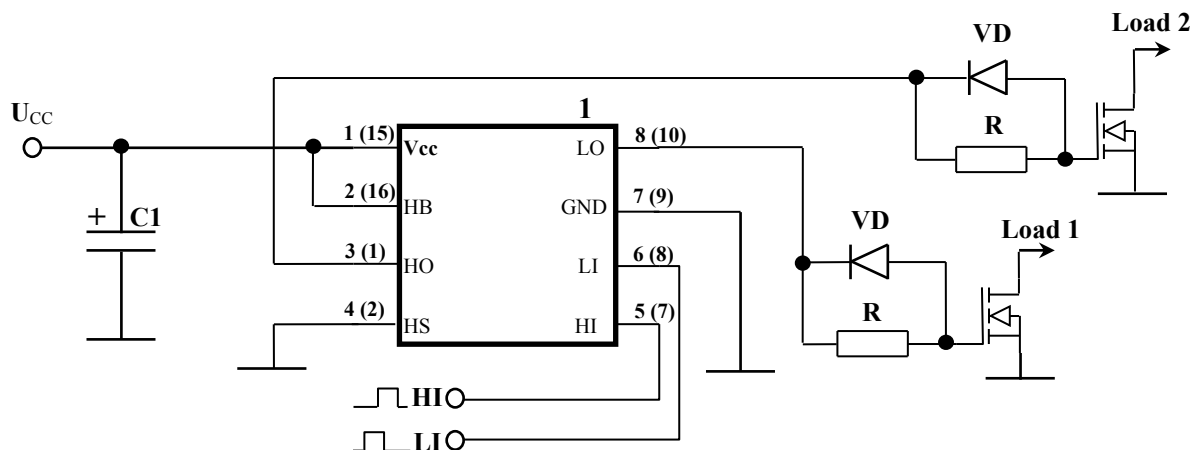 Load 2
VD
R
U_CC
1
1 (15)
Vcc
LO
8 (10)
2 (16)
HB
GND
7 (9)
+ C1
3 (1)
HO
LI
6 (8)
4 (2)
HS
HI
5 (7)
VD
Load 1
R
HI
LI